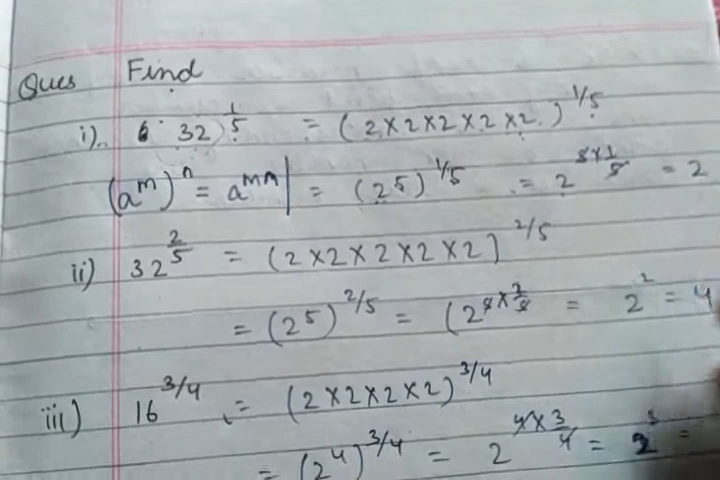 Ques Find
i). 32^{1/5} = (2×2×2×2×2.)^{1/5}
(a^m)^n = a^{mn} | = (2^5)^{1/5} = 2^{5×1/5} = 2
ii) 32^{2/5} = (2×2×2×2×2)^{2/5}
= (2^5)^{2/5} = (2^{5×2/5} = 2^2 = 4
iii) 16^{3/4} = (2×2×2×2)^{3/4}
= (2^4)^{3/4} = 2^{4×3/4} = 2^3 =